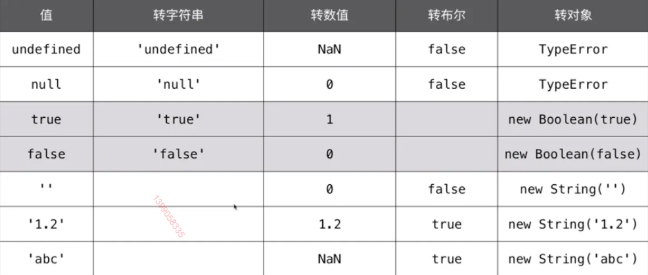 值 转字符串 转数值 转布尔 转对象
undefined 'undefined' NaN false TypeError
null 'null' 0 false TypeError
true 'true' 1 new Boolean(true)
false 'false' 0 new Boolean(false)
'' 0 false new String('')
'1.2' 1.2 true new String('1.2')
'abc' NaN true new String('abc')